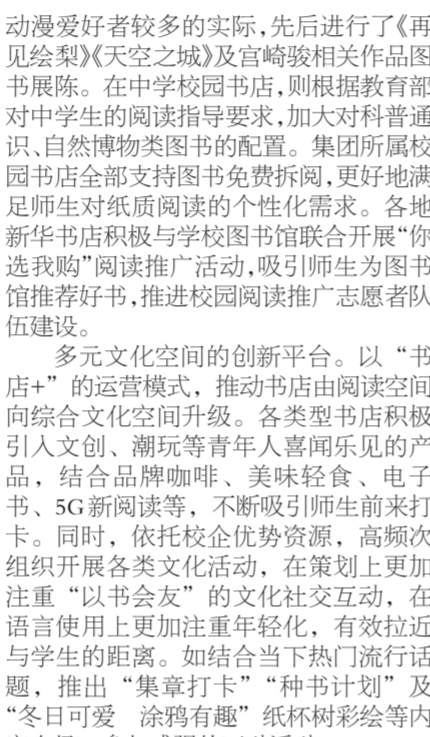 动漫爱好者较多的实际,先后进行了《再
见绘梨》《天空之城》及宫崎骏相关作品图
书展陈。在中学校园书店,则根据教育部
对中学生的阅读指导要求,加大对科普通
识、自然博物类图书的配置。集团所属校
园书店全部支持图书免费拆阅,更好地满
足师生对纸质阅读的个性化需求。各地
新华书店积极与学校图书馆联合开展“你
选我购”阅读推广活动,吸引师生为图书
馆推荐好书,推进校园阅读推广志愿者队
伍建设。
多元文化空间的创新平台。以“书
店+”的运营模式，推动书店由阅读空间
向综合文化空间升级。各类型书店积极
引入文创、潮玩等青年人喜闻乐见的产
品，结合品牌咖啡、美味轻食、电子
书、5G新阅读等，不断吸引师生前来打
卡。同时，依托校企优势资源，高频次
组织开展各类文化活动，在策划上更加
注重“以书会友”的文化社交互动，在
语言使用上更加注重年轻化，有效拉近
与学生的距离。如结合当下热门流行话
题，推出“集章打卡”“种书计划”及
“冬日可爱　涂鸦有趣”纸杯树彩绘等内